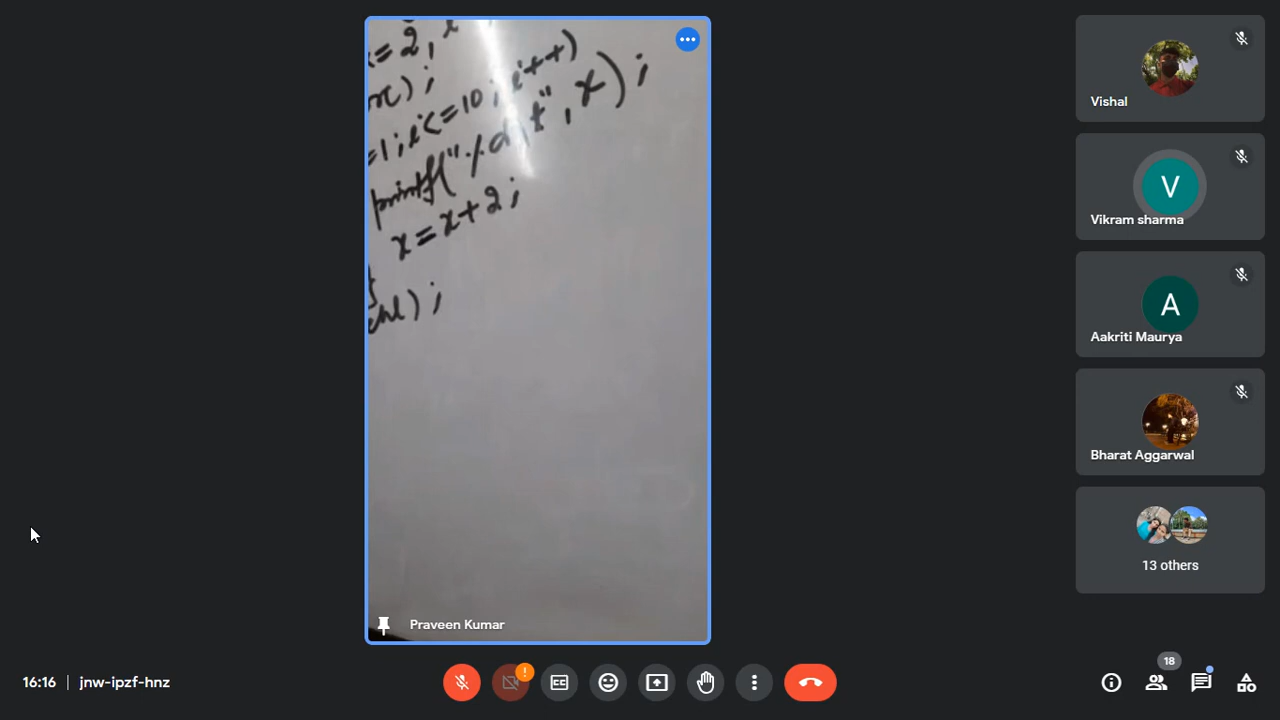 x=2, i
r();
=1; i<=10; i++)
printf("%d\t", x);
x=x+2;
}
);
Praveen Kumar
Vishal
Vikram sharma
Aakriti Maurya
Bharat Aggarwal
13 others
16:16 | jnw-ipzf-hnz
18
CC
V
A